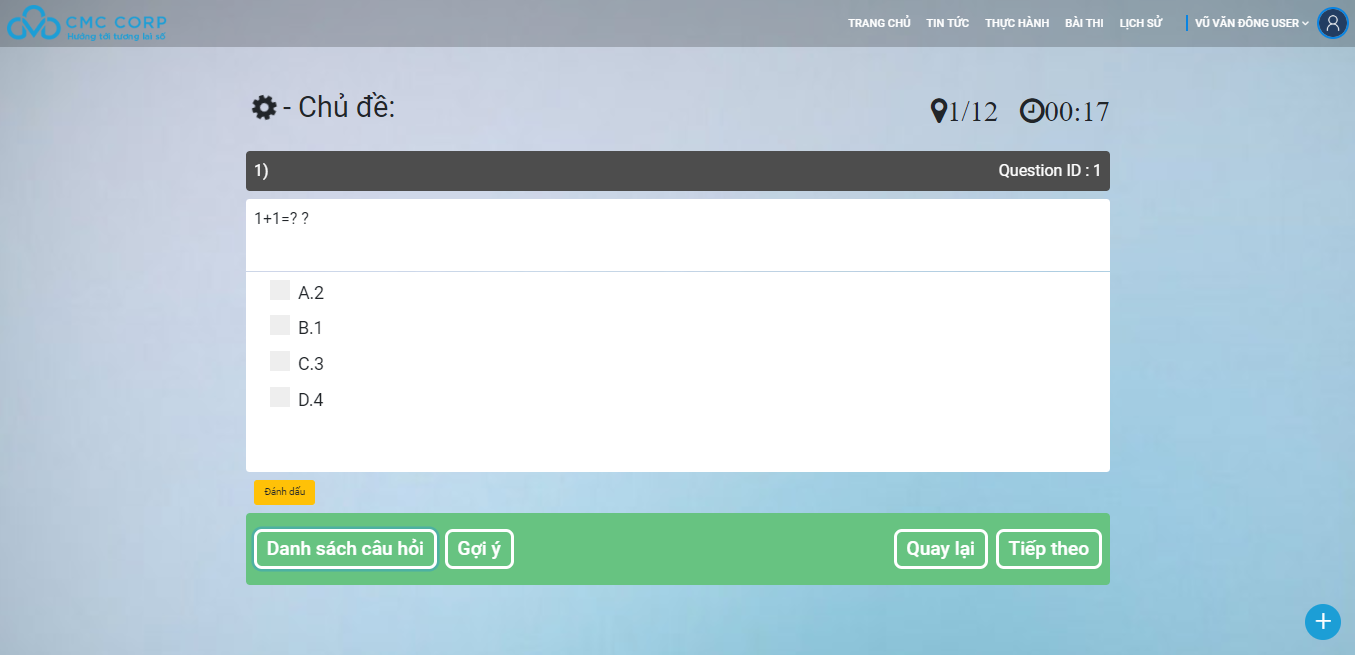 CMC CORP
Hướng tới tương lai số
TRANG CHỦ TIN TỨC THỰC HÀNH BÀI THI LỊCH SỬ VŨ VĂN ĐÔNG USER
- Chủ đề:
1/12 00:17
1) Question ID : 1
1+1=? ?
A.2
B.1
C.3
D.4
Đánh dấu
Danh sách câu hỏi Gợi ý Quay lại Tiếp theo
+